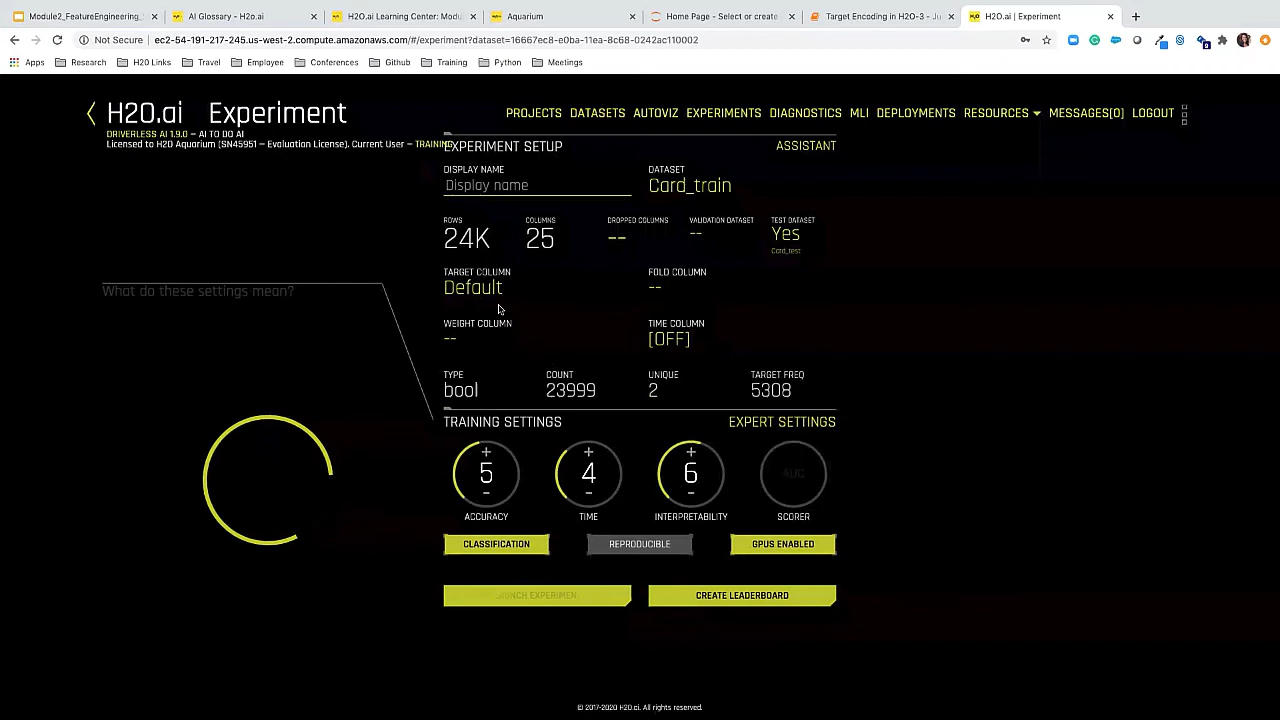 Module2_FeatureEngineering_
AI Glossary - H2o.ai
H2O.ai Learning Center: Modu
Aquarium
Home Page - Select or create
Target Encoding in H2O-3 - Ju
H2O.ai | Experiment
Not Secure | ec2-54-191-217-245.us-west-2.compute.amazonaws.com/#/experiment?dataset=16667ec8-e0ba-11ea-8c68-0242ac110002
Apps
Research
H2O Links
Travel
Employee
Conferences
Github
Training
Python
Meetings
H2O.ai Experiment
PROJECTS DATASETS AUTOVIZ EXPERIMENTS DIAGNOSTICS MLI DEPLOYMENTS RESOURCES MESSAGES[0] LOGOUT
DRIVERLESS AI 1.9.0 – AI TO DO AI
Licensed to H2O Aquarium (SN45951 – Evaluation License). Current User – TRAINING
EXPERIMENT SETUP
ASSISTANT
DISPLAY NAME
Display name
DATASET
Card_train
ROWS
24K
COLUMNS
25
DROPPED COLUMNS
--
VALIDATION DATASET
--
TEST DATASET
Yes
Card_test
TARGET COLUMN
Default
FOLD COLUMN
--
What do these settings mean?
WEIGHT COLUMN
--
TIME COLUMN
[OFF]
TYPE
bool
COUNT
23999
UNIQUE
2
TARGET FREQ
5308
TRAINING SETTINGS
EXPERT SETTINGS
+
5
-
ACCURACY
+
4
-
TIME
+
6
-
INTERPRETABILITY
AUC
SCORER
CLASSIFICATION
REPRODUCIBLE
GPUS ENABLED
CREATE LEADERBOARD
© 2017-2020 H2O.ai. All rights reserved.